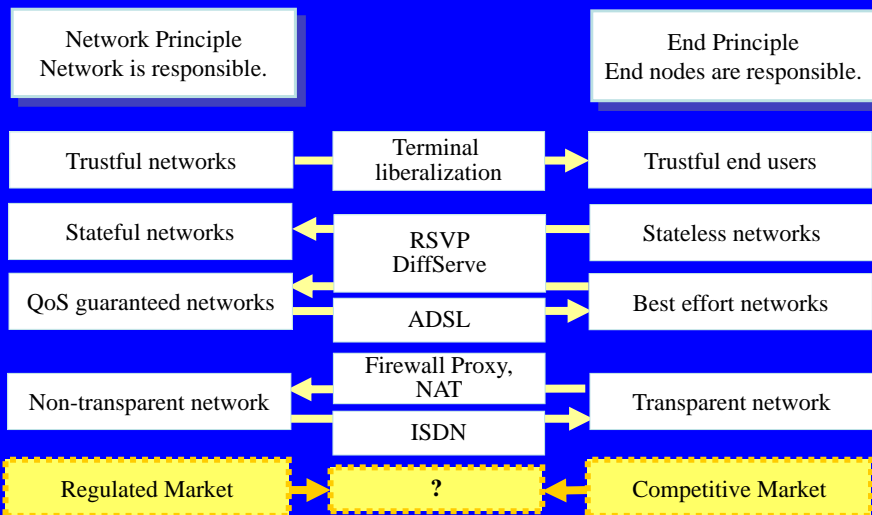 Network Principle
Network is responsible.
End Principle
End nodes are responsible.
Trustful networks
Terminal
liberalization
Trustful end users
Stateful networks
RSVP
DiffServe
Stateless networks
QoS guaranteed networks
ADSL
Best effort networks
Firewall Proxy,
NAT
Non-transparent network
Transparent network
ISDN
Regulated Market
?
Competitive Market